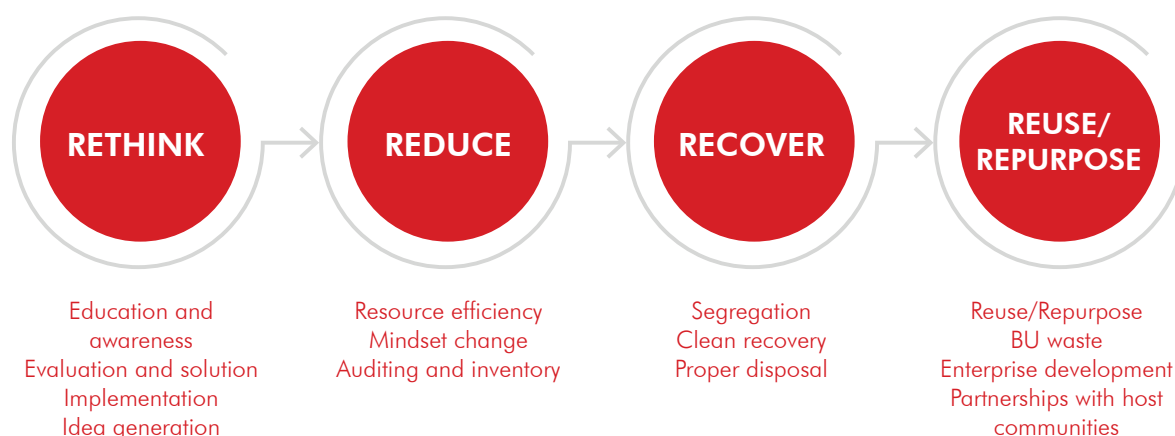 RETHINK
REDUCE
RECOVER
REUSE/
REPURPOSE
Education and
awareness
Evaluation and solution
Implementation
Idea generation
Resource efficiency
Mindset change
Auditing and inventory
Segregation
Clean recovery
Proper disposal
Reuse/Repurpose
BU waste
Enterprise development
Partnerships with host
communities